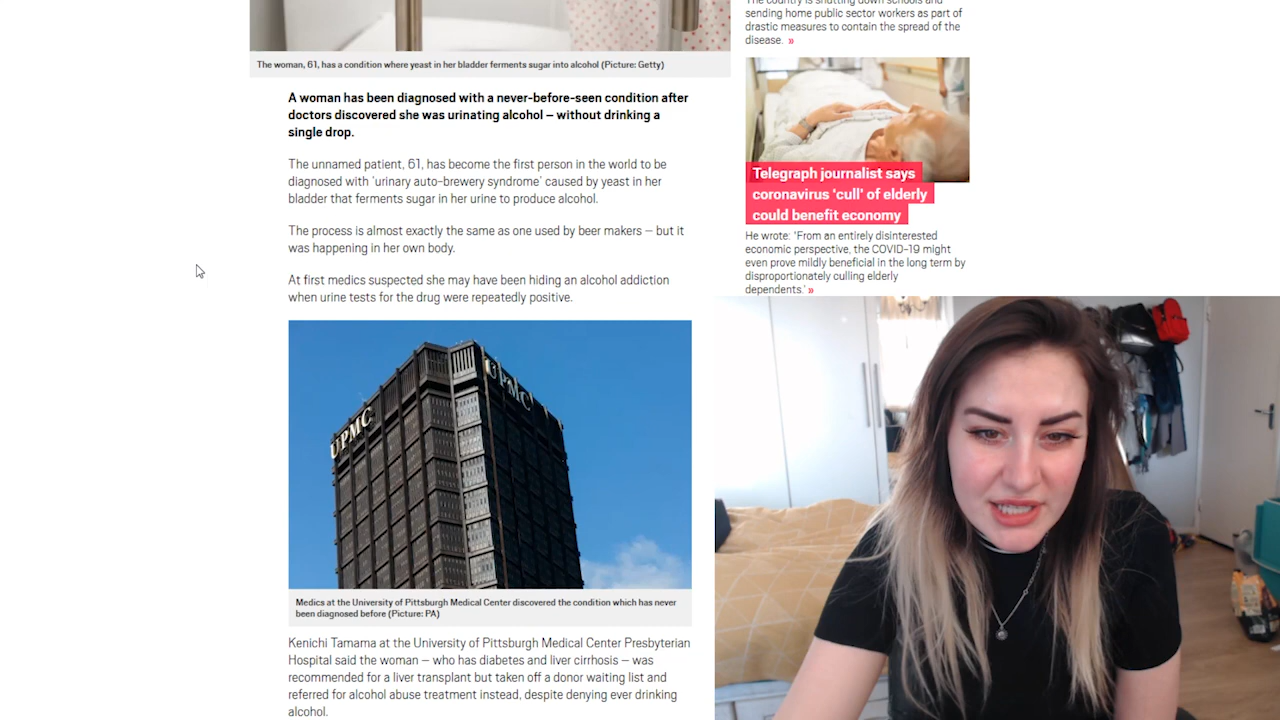 The woman, 61, has a condition where yeast in her bladder ferments sugar into alcohol (Picture: Getty)
A woman has been diagnosed with a never-before-seen condition after
doctors discovered she was urinating alcohol – without drinking a
single drop.
The unnamed patient, 61, has become the first person in the world to be
diagnosed with 'urinary auto-brewery syndrome' caused by yeast in her
bladder that ferments sugar in her urine to produce alcohol.
The process is almost exactly the same as one used by beer makers – but it
was happening in her own body.
At first medics suspected she may have been hiding an alcohol addiction
when urine tests for the drug were repeatedly positive.
UPMC
UPMC
Medics at the University of Pittsburgh Medical Center discovered the condition which has never
been diagnosed before (Picture: PA)
Kenichi Tamama at the University of Pittsburgh Medical Center Presbyterian
Hospital said the woman – who has diabetes and liver cirrhosis – was
recommended for a liver transplant but taken off a donor waiting list and
referred for alcohol abuse treatment instead, despite denying ever drinking
alcohol.
The country is shutting down schools and
sending home public sector workers as part of
drastic measures to contain the spread of the
disease. »
Telegraph journalist says
coronavirus 'cull' of elderly
could benefit economy
He wrote: 'From an entirely disinterested
economic perspective, the COVID-19 might
even prove mildly beneficial in the long term by
disproportionately culling elderly
dependents.' »